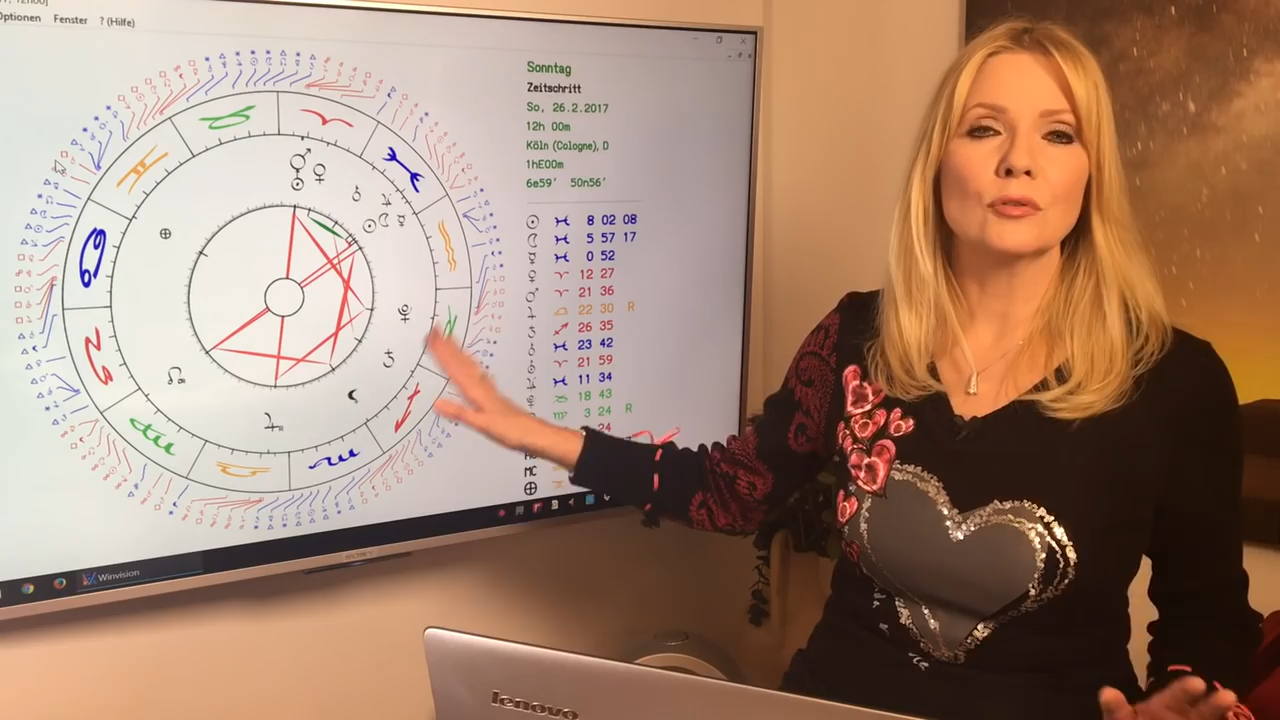 Optionen Fenster ? (Hilfe)
Sonntag
Zeitschritt
So, 26.2.2017
12h 00m
Köln (Cologne), D
1hE00m
6e59' 50n56'
☉ ♓ 8 02 08
☽ ♓ 5 57 17
☿ ♓ 0 52
♀ ♈ 12 27
♂ ♈ 21 36
♃ ♎ 22 30 R
♄ ♐ 26 35
♓ 23 42
♈ 21 59
♓ 11 34
♑ 18 43
♍ 3 24 R
24
MC
⊕
Winvision
lenovo